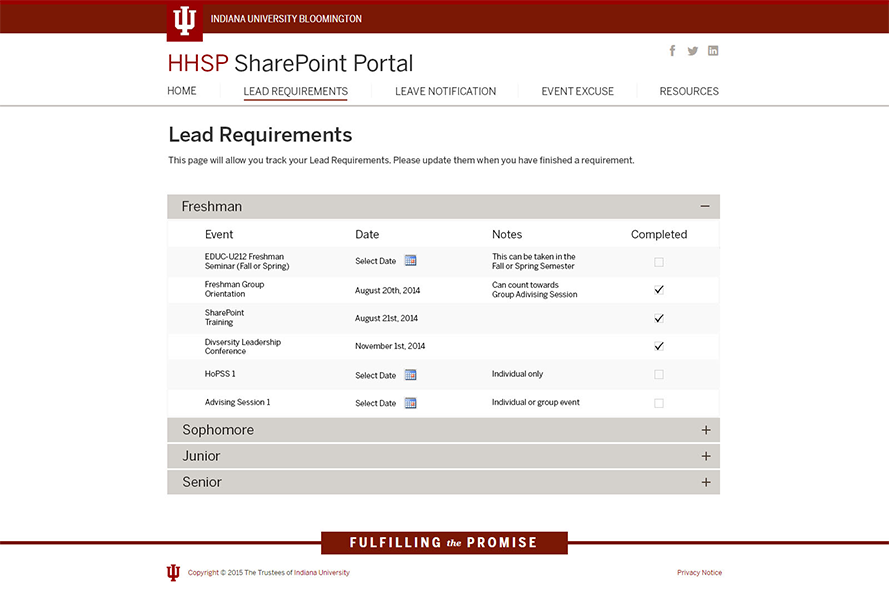 INDIANA UNIVERSITY BLOOMINGTON
HHSP SharePoint Portal
HOME LEAD REQUIREMENTS LEAVE NOTIFICATION EVENT EXCUSE RESOURCES
Lead Requirements
This page will allow you track your Lead Requirements. Please update them when you have finished a requirement.
Freshman
Event Date Notes Completed
EDUC-U212 Freshman
Seminar (Fall or Spring)
Select Date
This can be taken in the
Fall or Spring Semester
Freshman Group
Orientation
August 20th, 2014
Can count towards
Group Adivising Session
SharePoint
Training
August 21st, 2014
Divsersity Leadership
Conference
November 1st, 2014
HoPSS 1 Select Date Individual only
Advising Session 1 Select Date Individual or group event
Sophomore
Junior
Senior
FULFILLING the PROMISE
Copyright © 2015 The Trustees of Indiana University Privacy Notice